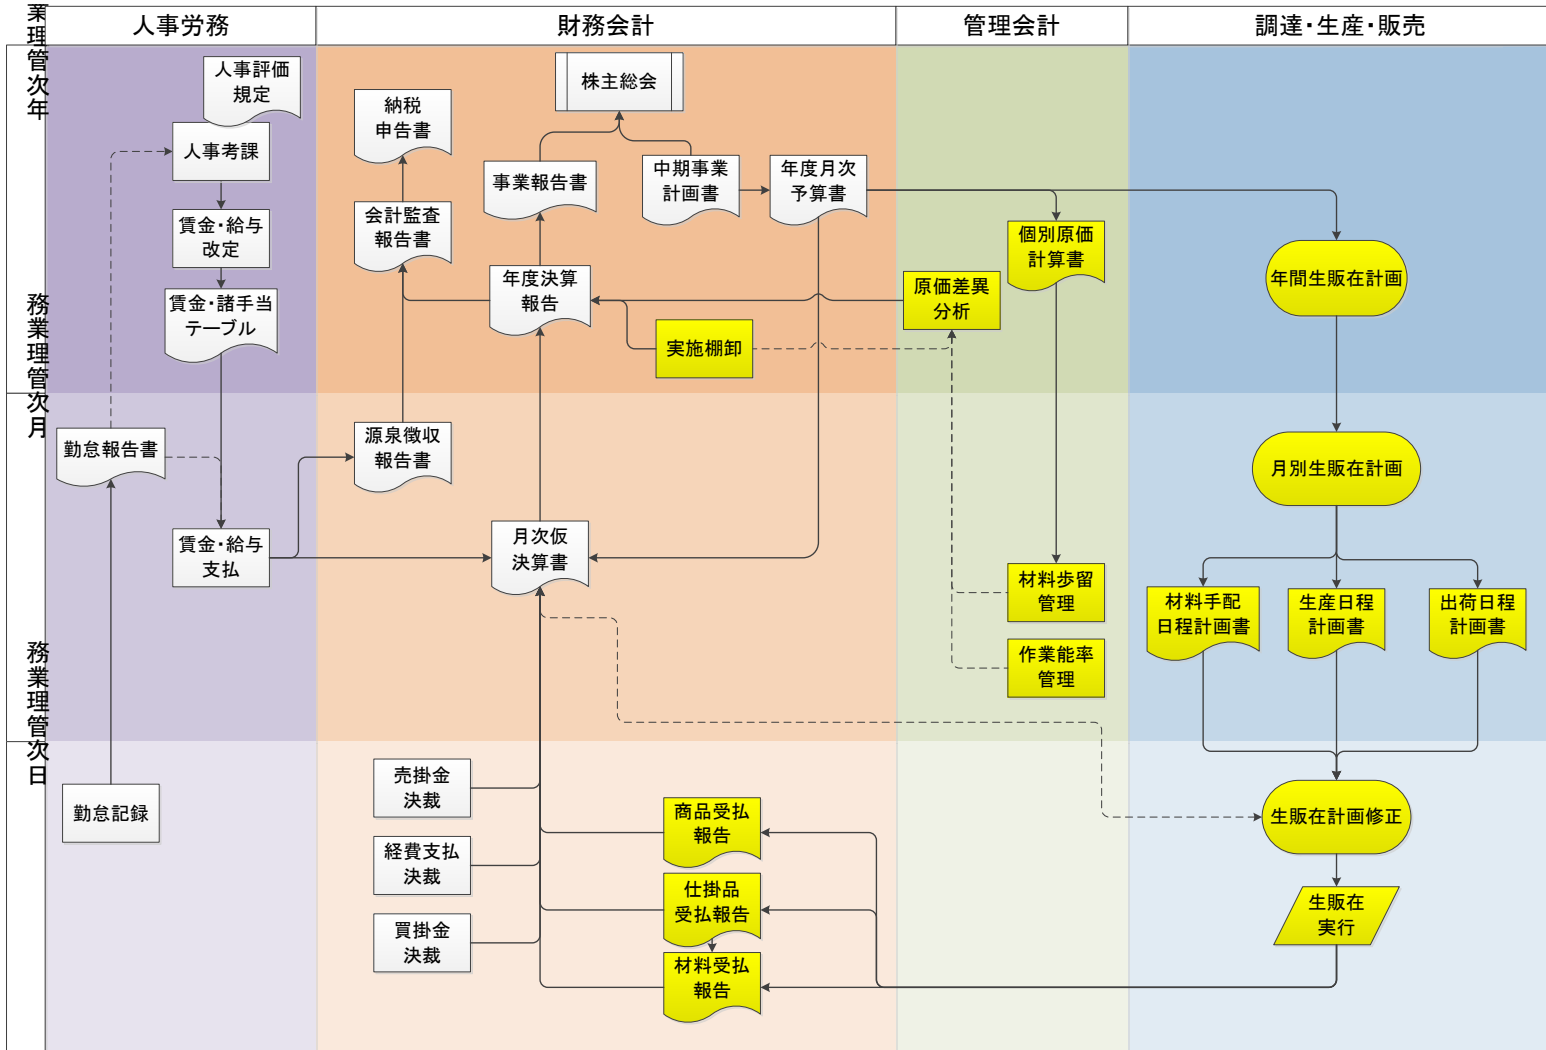 人事労務
財務会計
管理会計
調達・生産・販売
業
理
管
次
年
務
業
理
管
次
月
務
業
理
管
次
日
人事評価
規定
人事考課
賃金・給与
改定
賃金・諸手当
テーブル
勤怠報告書
賃金・給与
支払
勤怠記録
株主総会
納税
申告書
事業報告書
中期事業
計画書
年度月次
予算書
会計監査
報告書
年度決算
報告
実施棚卸
源泉徴収
報告書
月次仮
決算書
売掛金
決裁
経費支払
決裁
買掛金
決裁
商品受払
報告
仕掛品
受払報告
材料受払
報告
個別原価
計算書
原価差異
分析
材料歩留
管理
作業能率
管理
年間生販在計画
月別生販在計画
材料手配
日程計画書
生産日程
計画書
出荷日程
計画書
生販在計画修正
生販在
実行